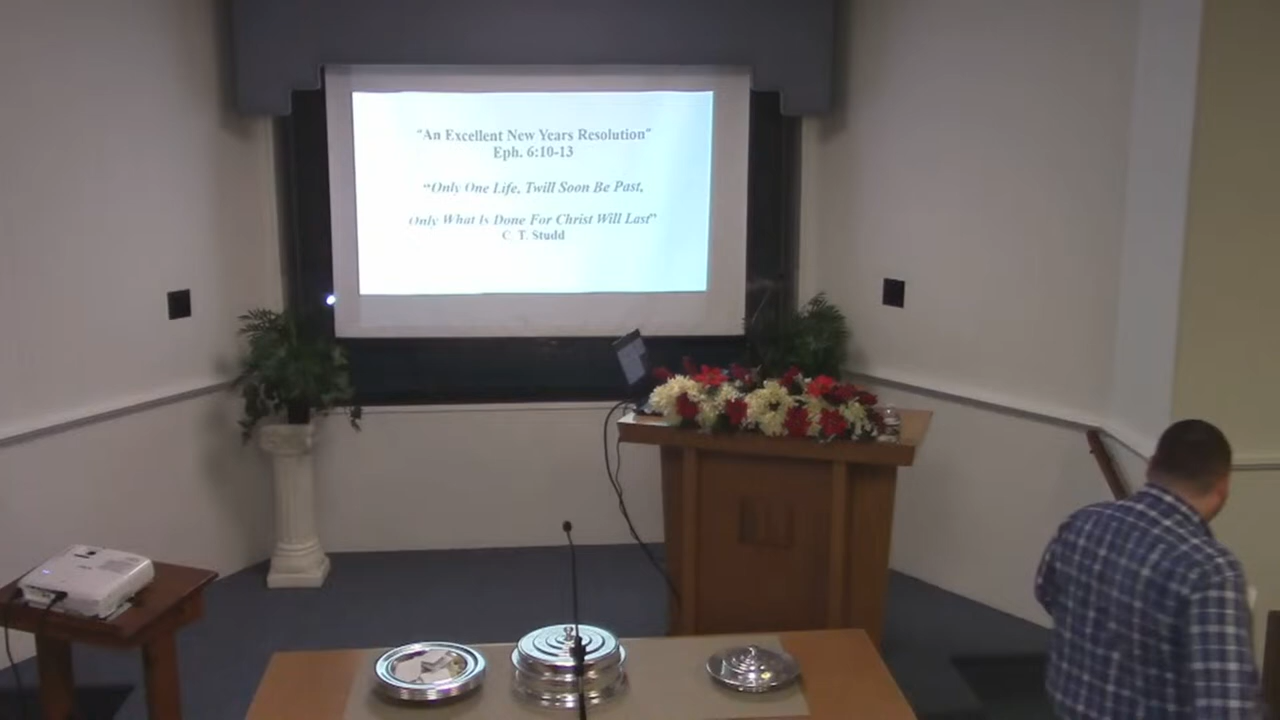 "An Excellent New Years Resolution"
Eph. 6:10-13
"Only One Life, Twill Soon Be Past,
Only What Is Done For Christ Will Last"
C. T. Studd